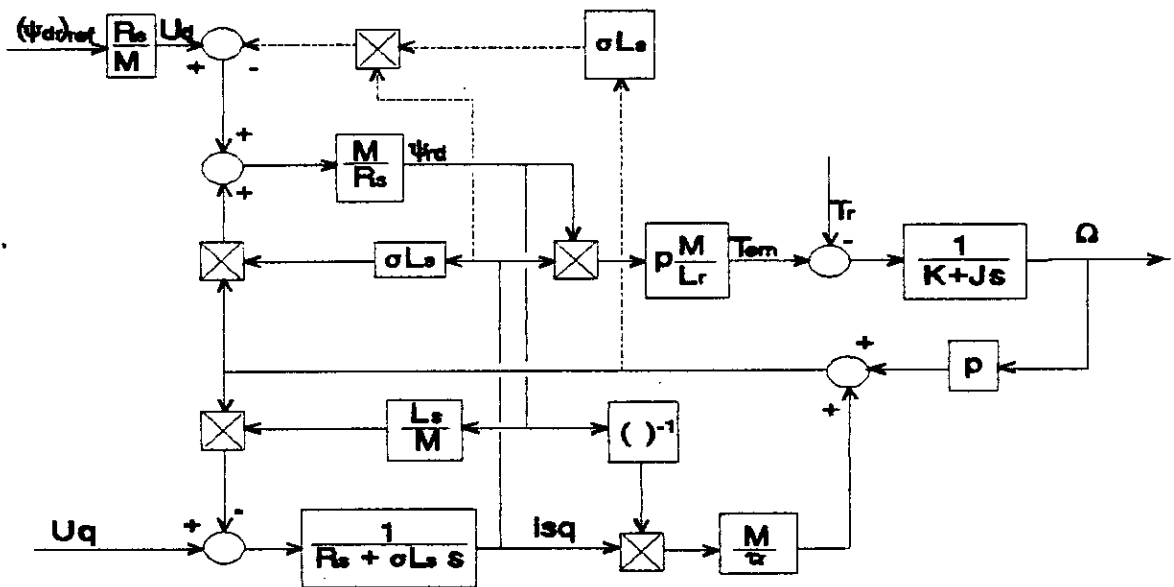 (ψdr)ref
Rs
M
Ud
+
-
σLs
+
+
M
Rs
ψrd
Tr
-
σLs
p M
Lr
Tem
1
K+Js
Ω
+
p
+
Ls
M
( )-1
Uq
+
-
1
Rs + σLs s
isq
M
τr